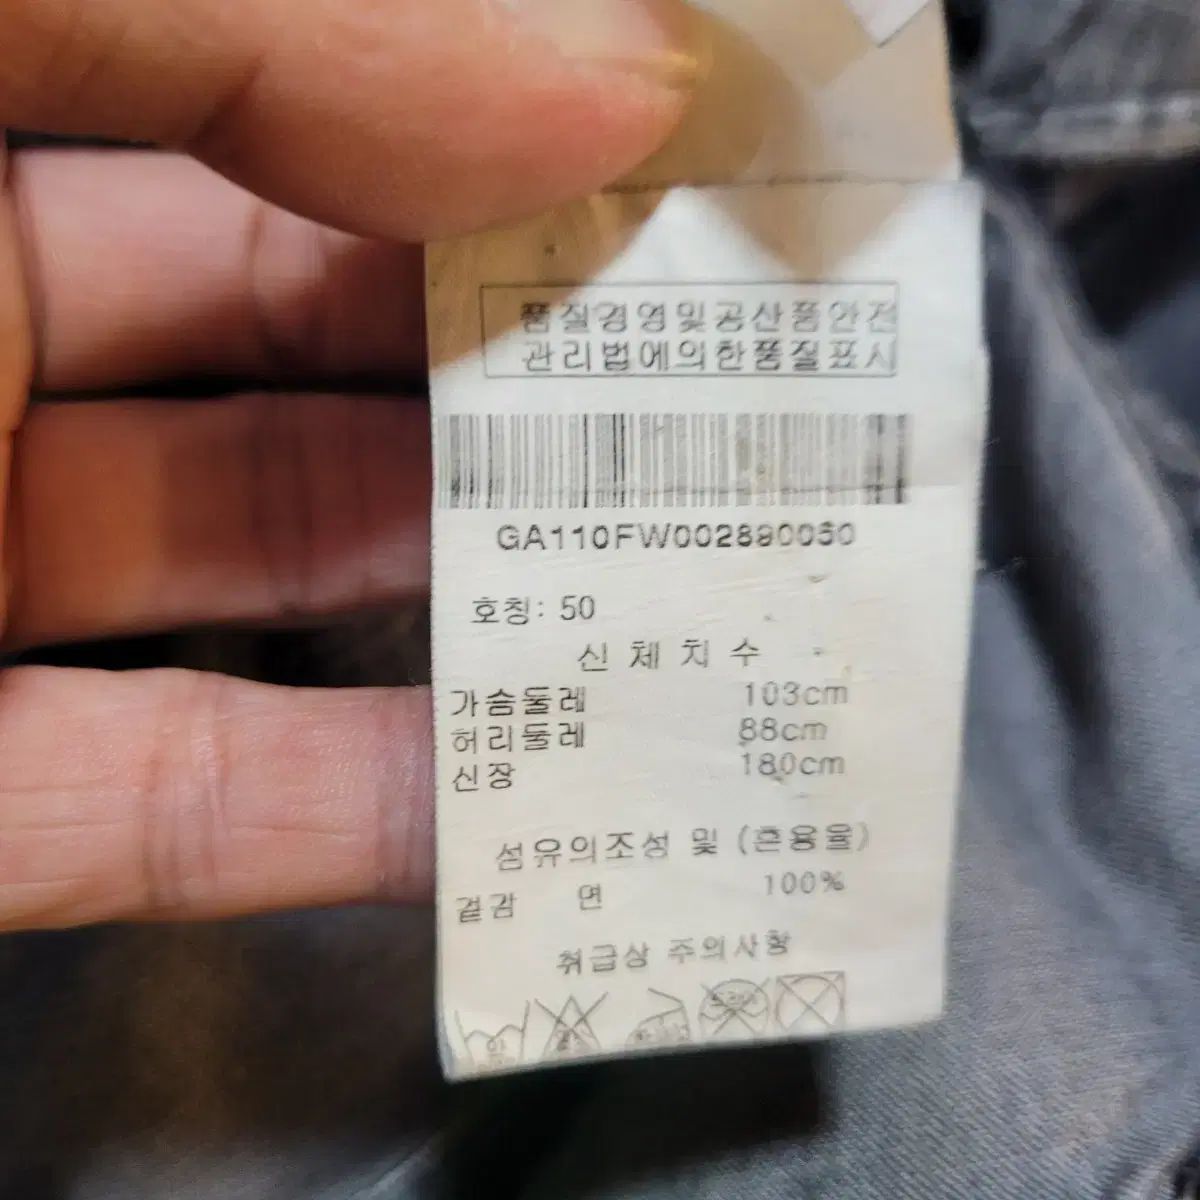 품질경영및공산품안전
관리법에의한품질표시
GA110FW002890050
호칭: 50
신체치수
가슴둘레 103cm
허리둘레 88cm
신장 180cm
섬유의조성 및 (혼용율)
겉감 면 100%
취급상 주의사항